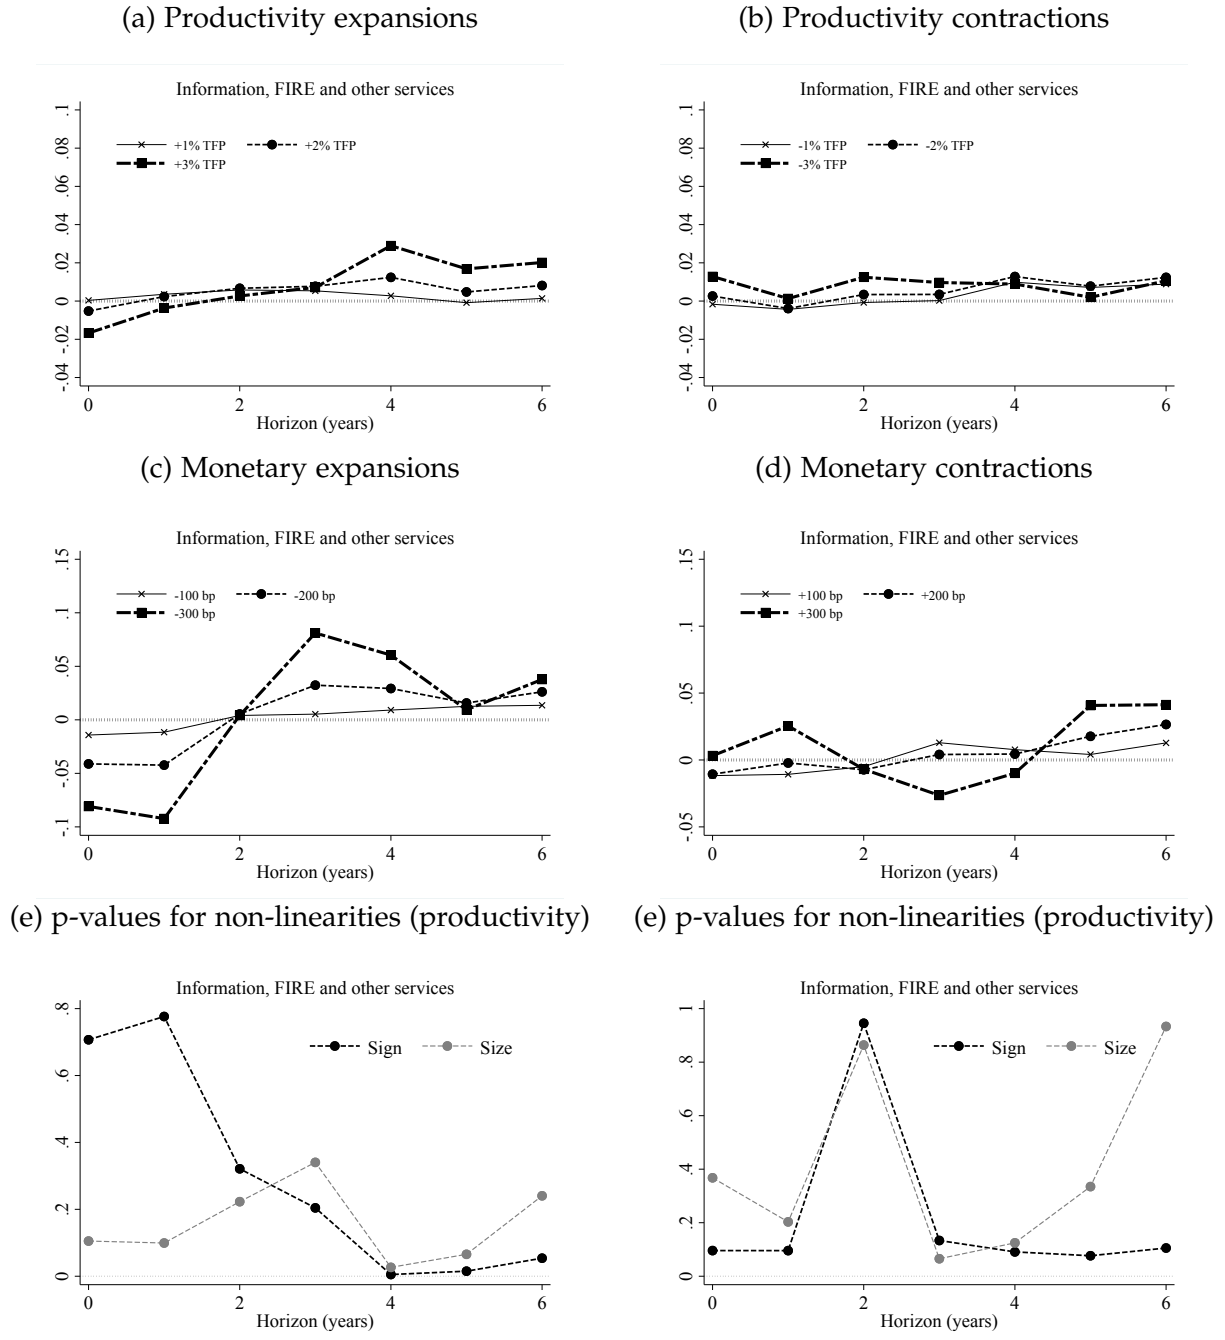 (a) Productivity expansions
(b) Productivity contractions
Information, FIRE and other services
.1
.08
.06
.04
.02
0
-.02
-.04
+1% TFP
+2% TFP
+3% TFP
0
2
4
6
Horizon (years)
Information, FIRE and other services
.1
.08
.06
.04
.02
0
-.02
-.04
-1% TFP
-2% TFP
-3% TFP
0
2
4
6
Horizon (years)
(c) Monetary expansions
(d) Monetary contractions
Information, FIRE and other services
.15
.1
.05
0
-.05
-.1
-100 bp
-200 bp
-300 bp
0
2
4
6
Horizon (years)
Information, FIRE and other services
.15
.1
.05
0
-.05
+100 bp
+200 bp
+300 bp
0
2
4
6
Horizon (years)
(e) p-values for non-linearities (productivity)
(e) p-values for non-linearities (productivity)
Information, FIRE and other services
.8
.6
.4
.2
0
Sign
Size
0
2
4
6
Horizon (years)
Information, FIRE and other services
1
.8
.6
.4
.2
0
Sign
Size
0
2
4
6
Horizon (years)